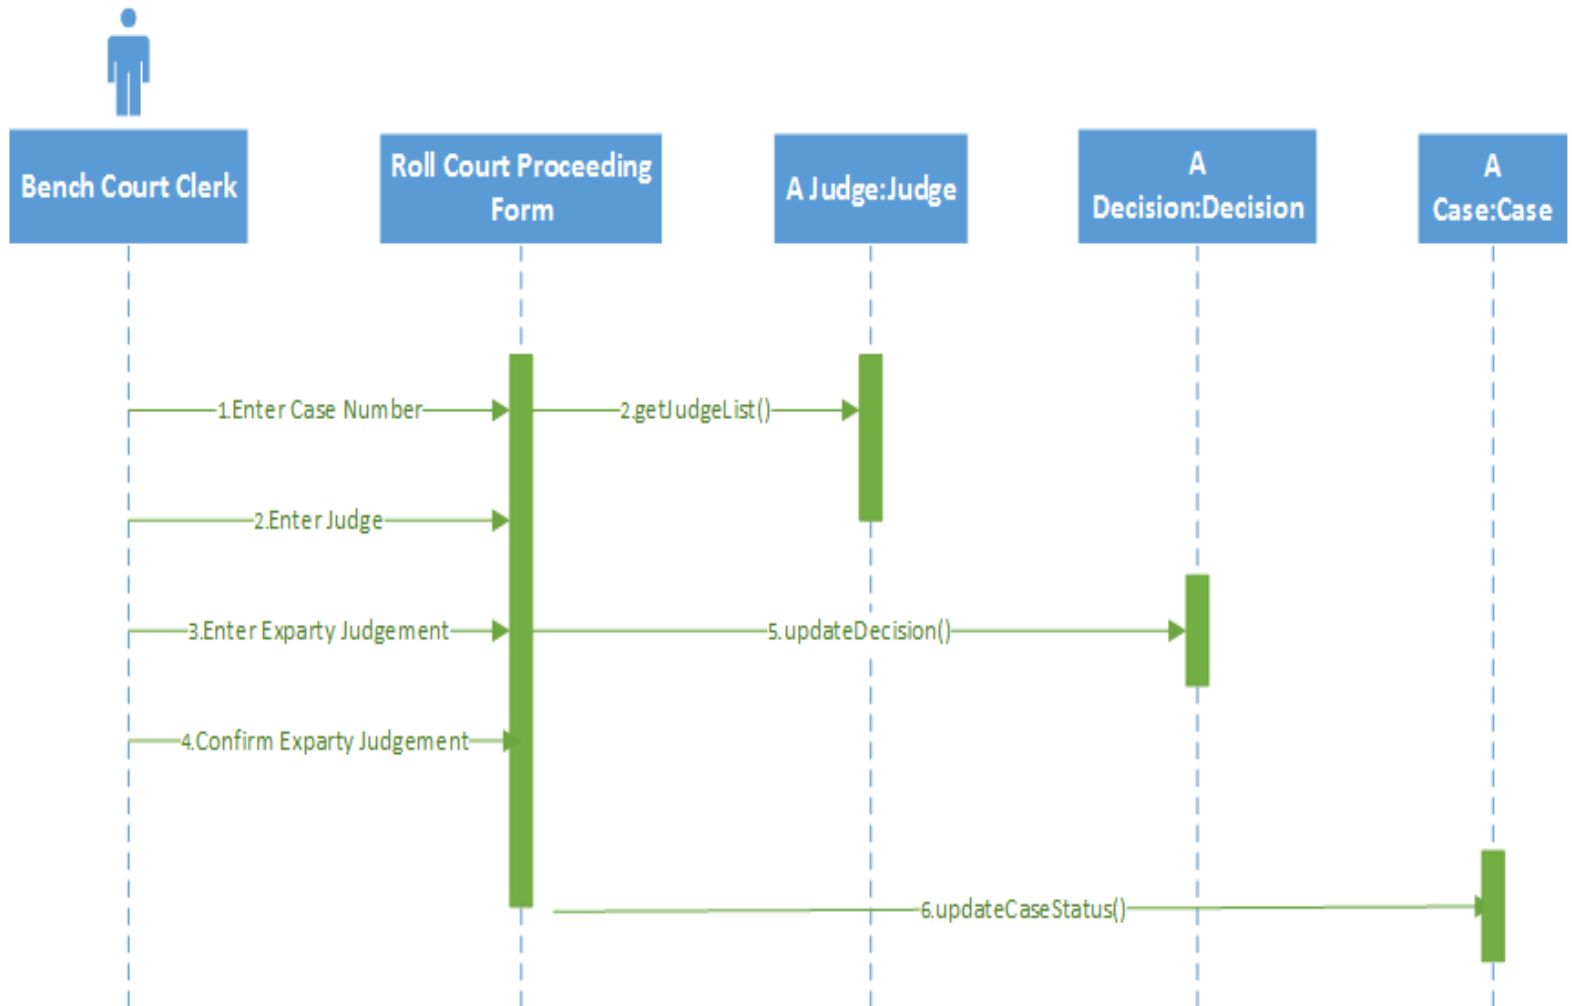 Bench Court Clerk
Roll Court Proceeding
Form
A Judge:Judge
A
Decision:Decision
A
Case:Case
1.Enter Case Number
2.getJudgeList()
2.Enter Judge
3.Enter Exparty Judgement
5.updateDecision()
4.Confirm Exparty Judgement
6.updateCaseStatus()